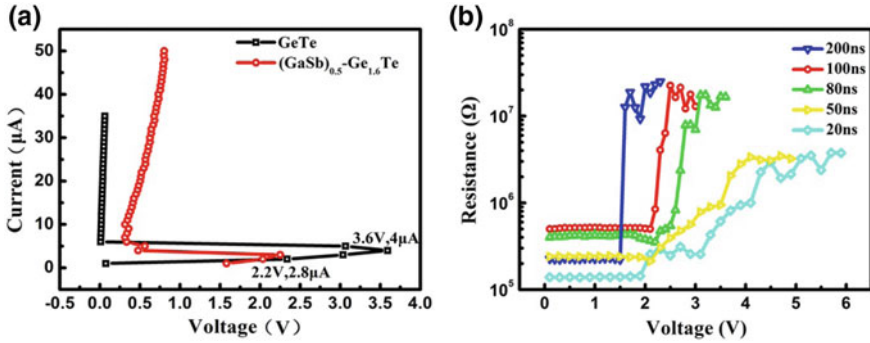 (a)
GeTe
(GaSb)0.5-Ge1.6Te
50
40
30
20
10
0
Current (μA)
3.6V,4μA
2.2V,2.8μA
-0.5 0.0 0.5 1.0 1.5 2.0 2.5 3.0 3.5 4.0
Voltage (V)
(b)
200ns
100ns
80ns
50ns
20ns
10^8
10^7
10^6
10^5
Resistance (Ω)
0 1 2 3 4 5 6
Voltage (V)